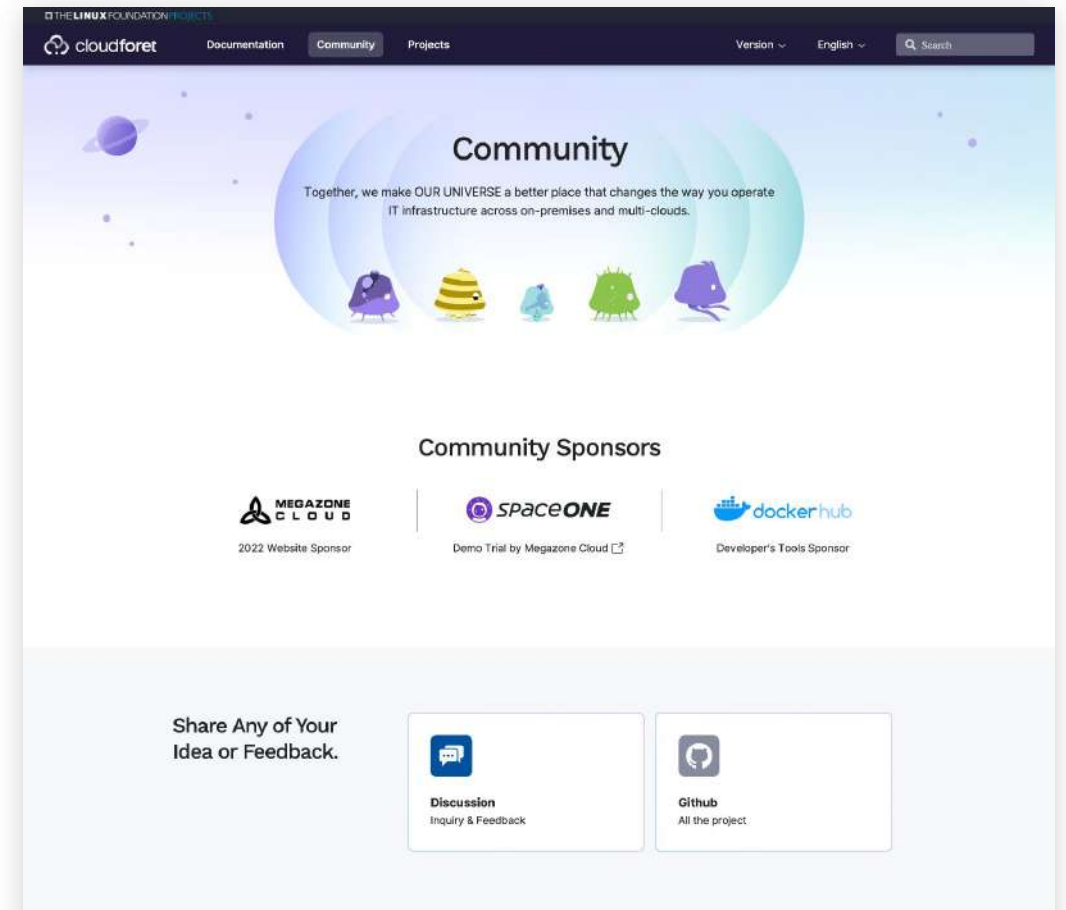 THE LINUX FOUNDATION PROJECTS
cloudforet Documentation Community Projects Version English Search
Community
Together, we make OUR UNIVERSE a better place that changes the way you operate
IT infrastructure across on-premises and multi-clouds.
Community Sponsors
MEGAZONE
CLOUD
SPaCeONE
dockerhub
2022 Website Sponsor
Demo Trial by Megazone Cloud
Developer's Tools Sponsor
Share Any of Your
Idea or Feedback.
Discussion
Inquiry & Feedback
Github
All the project